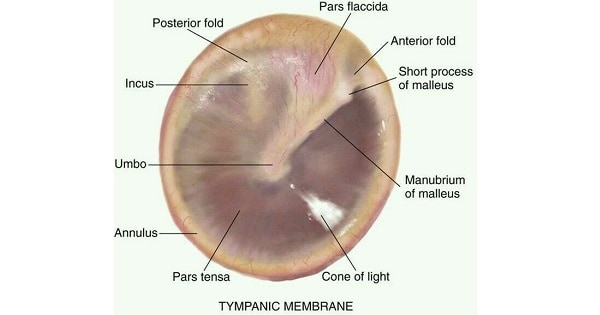 Pars flaccida
Posterior fold
Anterior fold
Short process
of malleus
Incus
Umbo
Manubrium
of malleus
Annulus
Pars tensa
Cone of light
TYMPANIC MEMBRANE